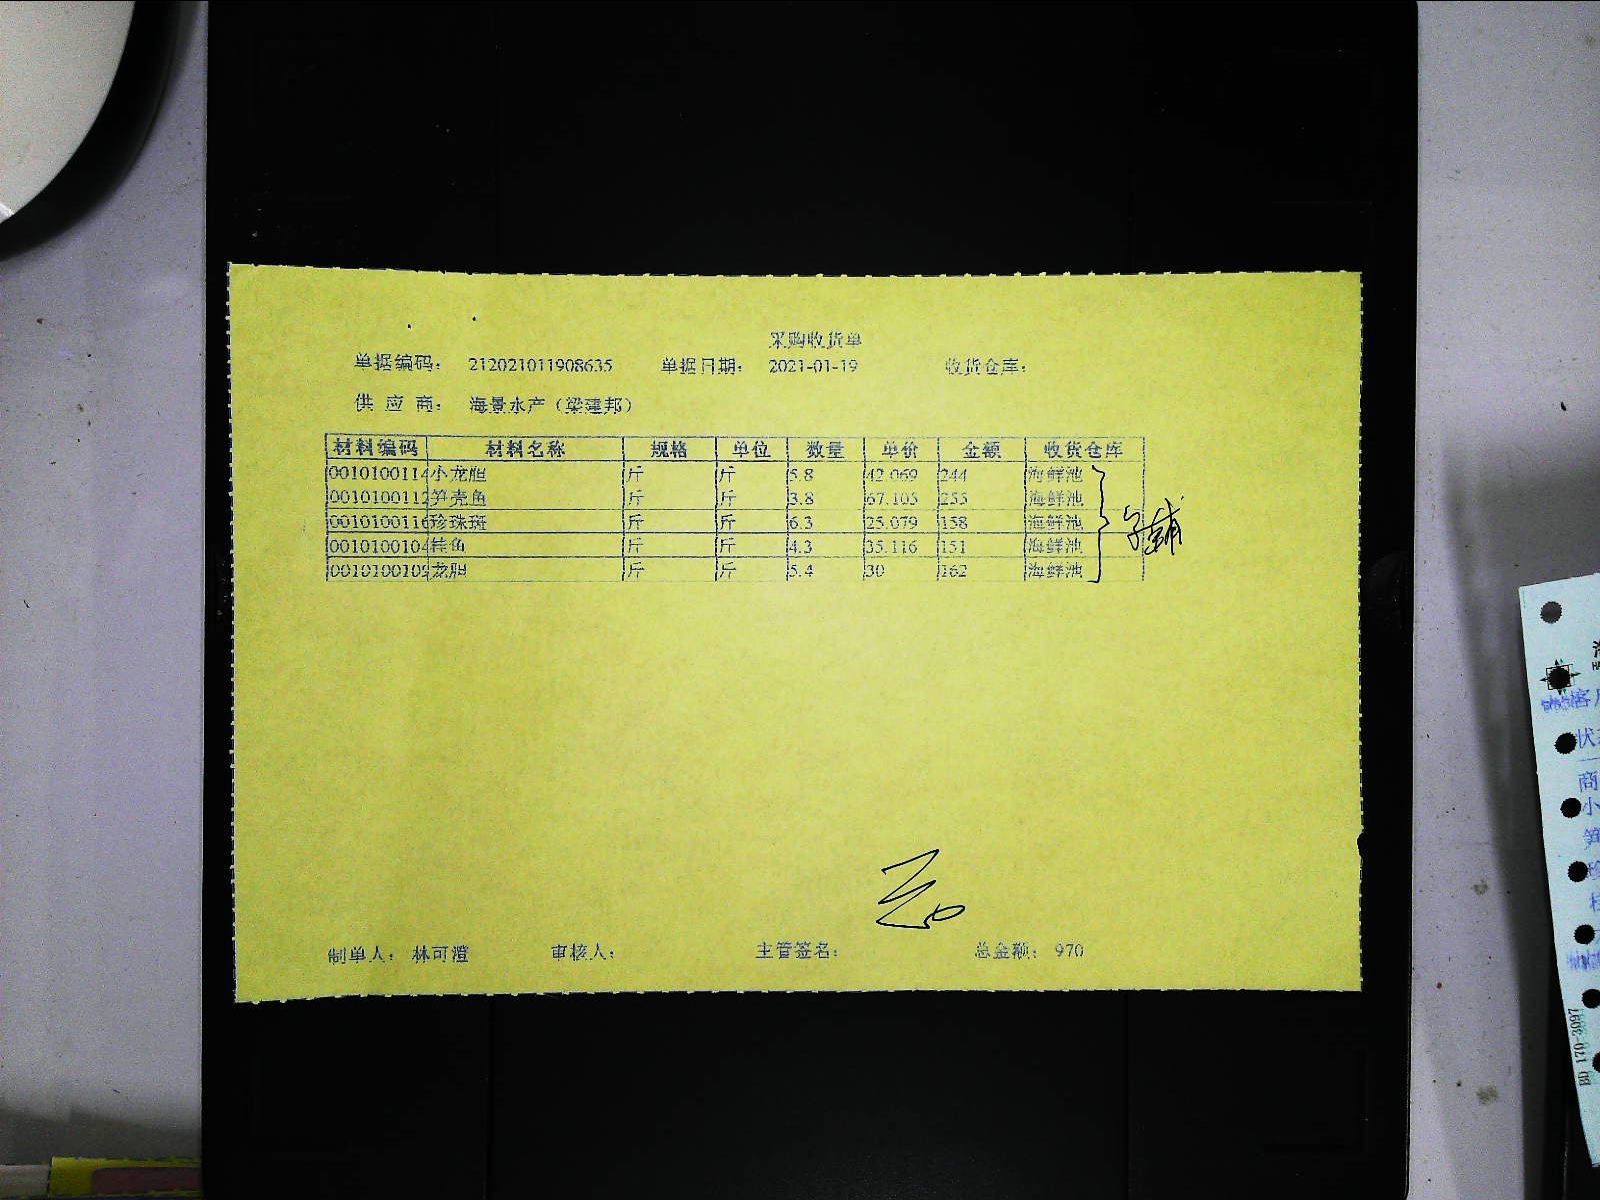 采购收货单
单据编码: 212021011908635 单据日期: 2021-01-19 收货仓库:
供应商: 海景水产（梁建邦）
材料编码 材料名称 规格 单位 数量 单价 金额 收货仓库
0010100114 小龙胆 斤 斤 5.8 42.069 244 海鲜池
0010100112 笋壳鱼 斤 斤 3.8 67.105 255 海鲜池
0010100116 珍珠斑 斤 斤 6.3 25.079 158 海鲜池
0010100104 桂鱼 斤 斤 4.3 35.116 151 海鲜池
0010100109 龙胆 斤 斤 5.4 30 162 海鲜池
制单人: 林可澄 审核人: 主管签名: 总金额: 970
客
状
商
小